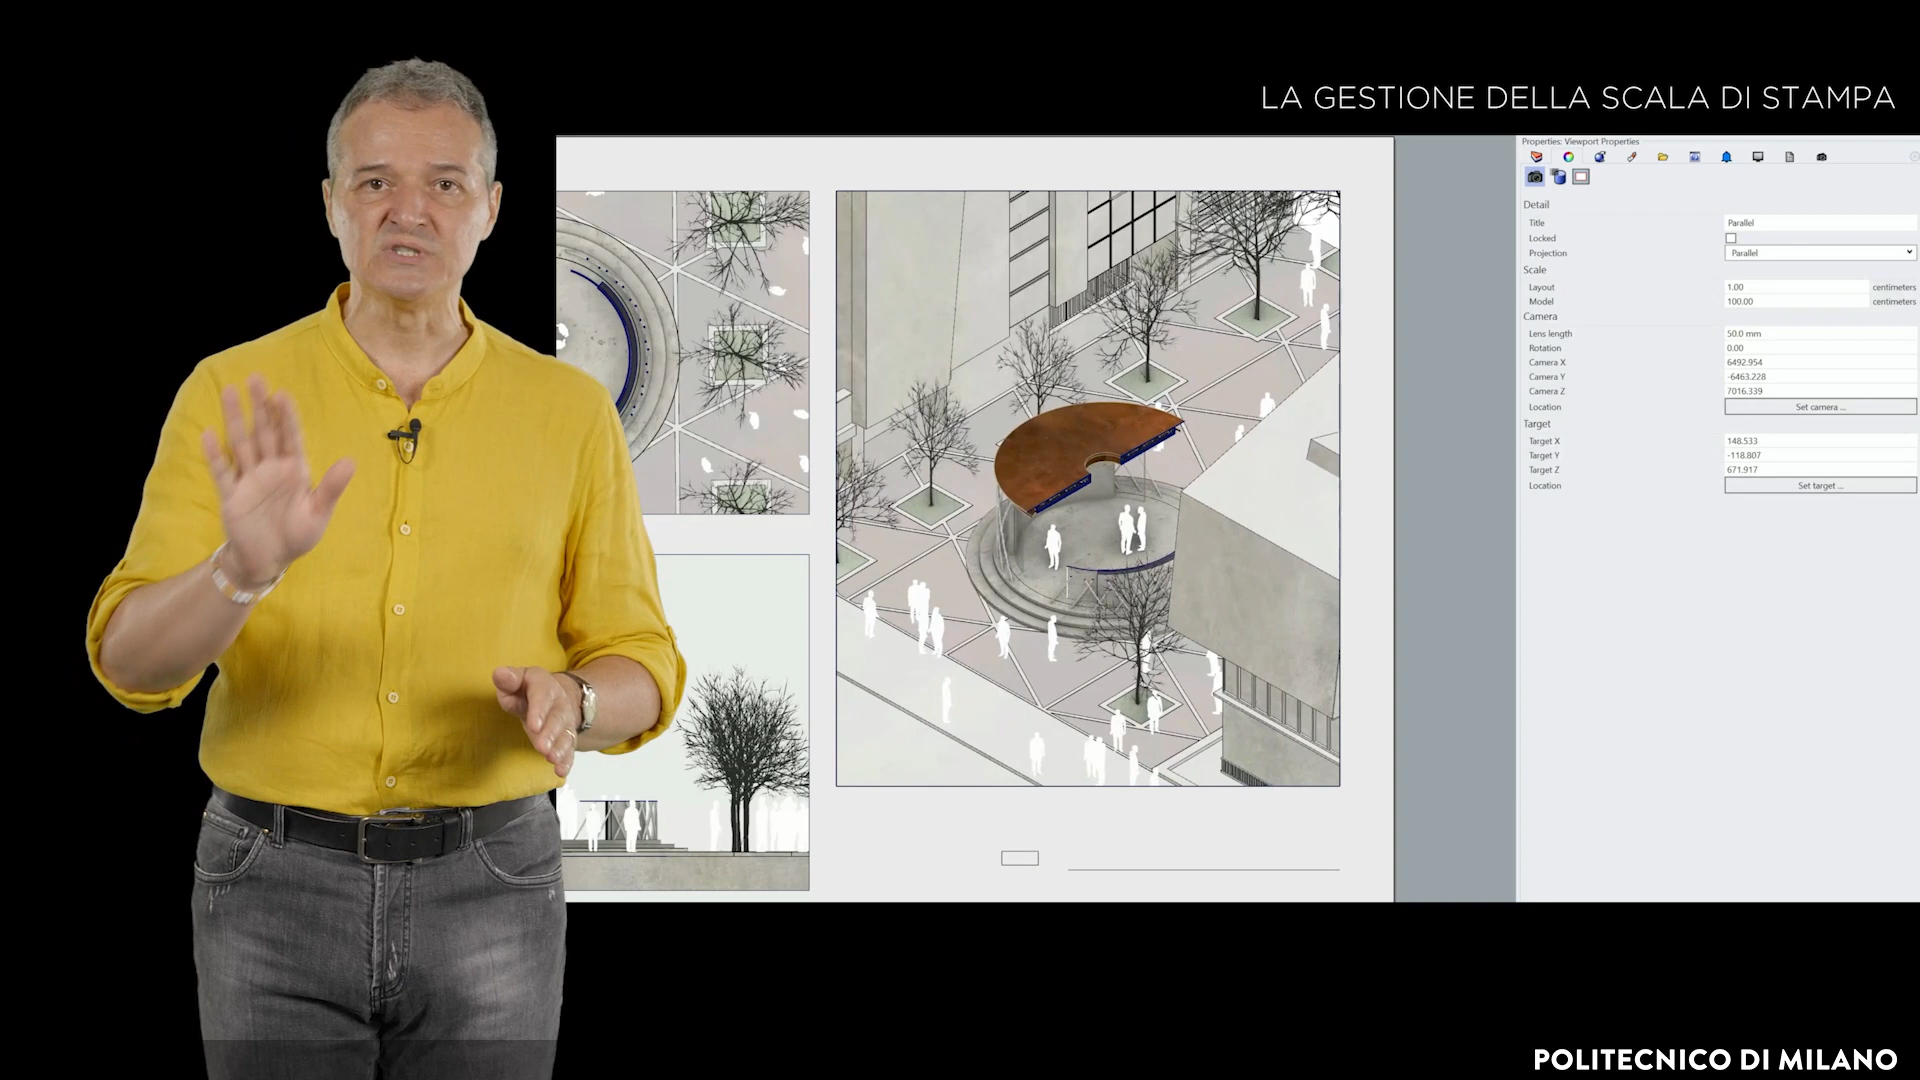 LA GESTIONE DELLA SCALA DI STAMPA
Properties: Viewport Properties
Detail
Title Parallel
Locked
Projection Parallel
Scale
Layout 1.00 centimeters
Model 100.00 centimeters
Camera
Lens length 50.0 mm
Rotation 0.00
Camera X 6492.954
Camera Y -6463.228
Camera Z 7016.339
Location Set camera ...
Target
Target X 148.533
Target Y -118.807
Target Z 671.917
Location Set target ...
POLITECNICO DI MILANO